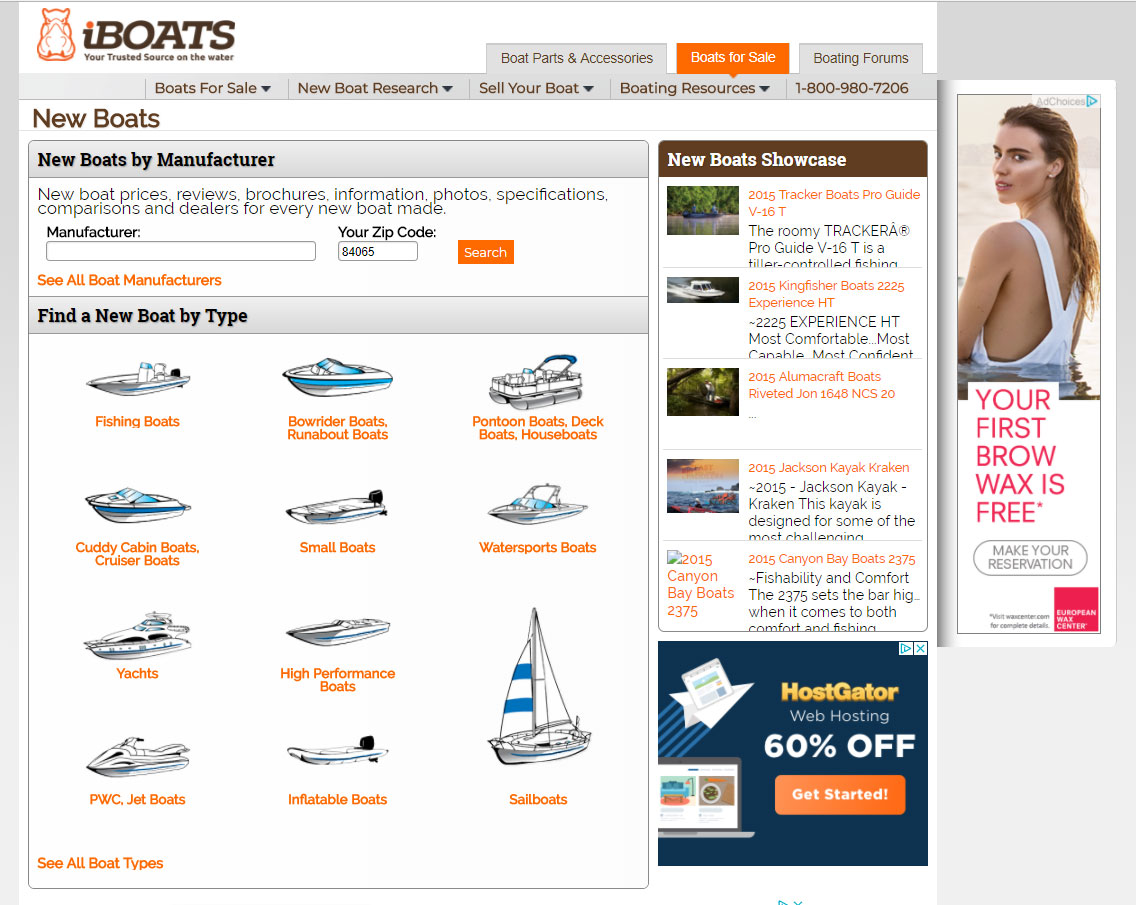 iBOATS
Your Trusted Source on the water
Boat Parts & Accessories
Boats for Sale
Boating Forums
Boats For Sale
New Boat Research
Sell Your Boat
Boating Resources
1-800-980-7206
New Boats
New Boats by Manufacturer
New boat prices, reviews, brochures, information, photos, specifications,
comparisons and dealers for every new boat made.
Manufacturer:
Your Zip Code:
84065
Search
See All Boat Manufacturers
Find a New Boat by Type
Fishing Boats
Bowrider Boats,
Runabout Boats
Pontoon Boats, Deck
Boats, Houseboats
Cuddy Cabin Boats,
Cruiser Boats
Small Boats
Watersports Boats
Yachts
High Performance
Boats
PWC, Jet Boats
Inflatable Boats
Sailboats
See All Boat Types
New Boats Showcase
2015 Tracker Boats Pro Guide
V-16 T
The roomy TRACKERÂ®
Pro Guide V-16 T is a
tiller-controlled fishing
2015 Kingfisher Boats 2225
Experience HT
~2225 EXPERIENCE HT
Most Comfortable...Most
Capable...Most Confident
2015 Alumacraft Boats
Riveted Jon 1648 NCS 20
...
2015 Jackson Kayak Kraken
~2015 - Jackson Kayak -
Kraken This kayak is
designed for some of the
most challenging
2015
Canyon
Bay Boats
2375
2015 Canyon Bay Boats 2375
~Fishability and Comfort
The 2375 sets the bar hig...
when it comes to both
comfort and fishing
HostGator
Web Hosting
60% OFF
Get Started!
AdChoices
YOUR
FIRST
BROW
WAX IS
FREE*
MAKE YOUR
RESERVATION
*Visit waxcenter.com
for complete details.
EUROPEAN
WAX
CENTER